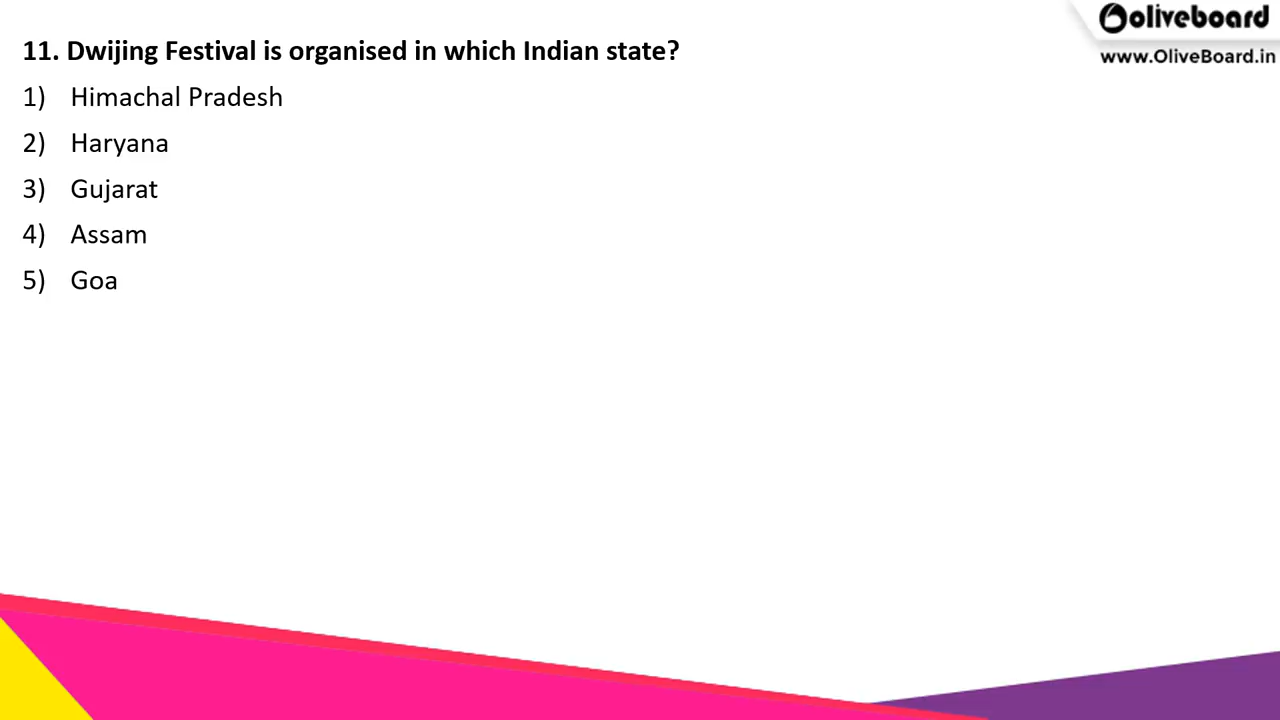 oliveboard
www.OliveBoard.in
11. Dwijing Festival is organised in which Indian state?
1) Himachal Pradesh
2) Haryana
3) Gujarat
4) Assam
5) Goa